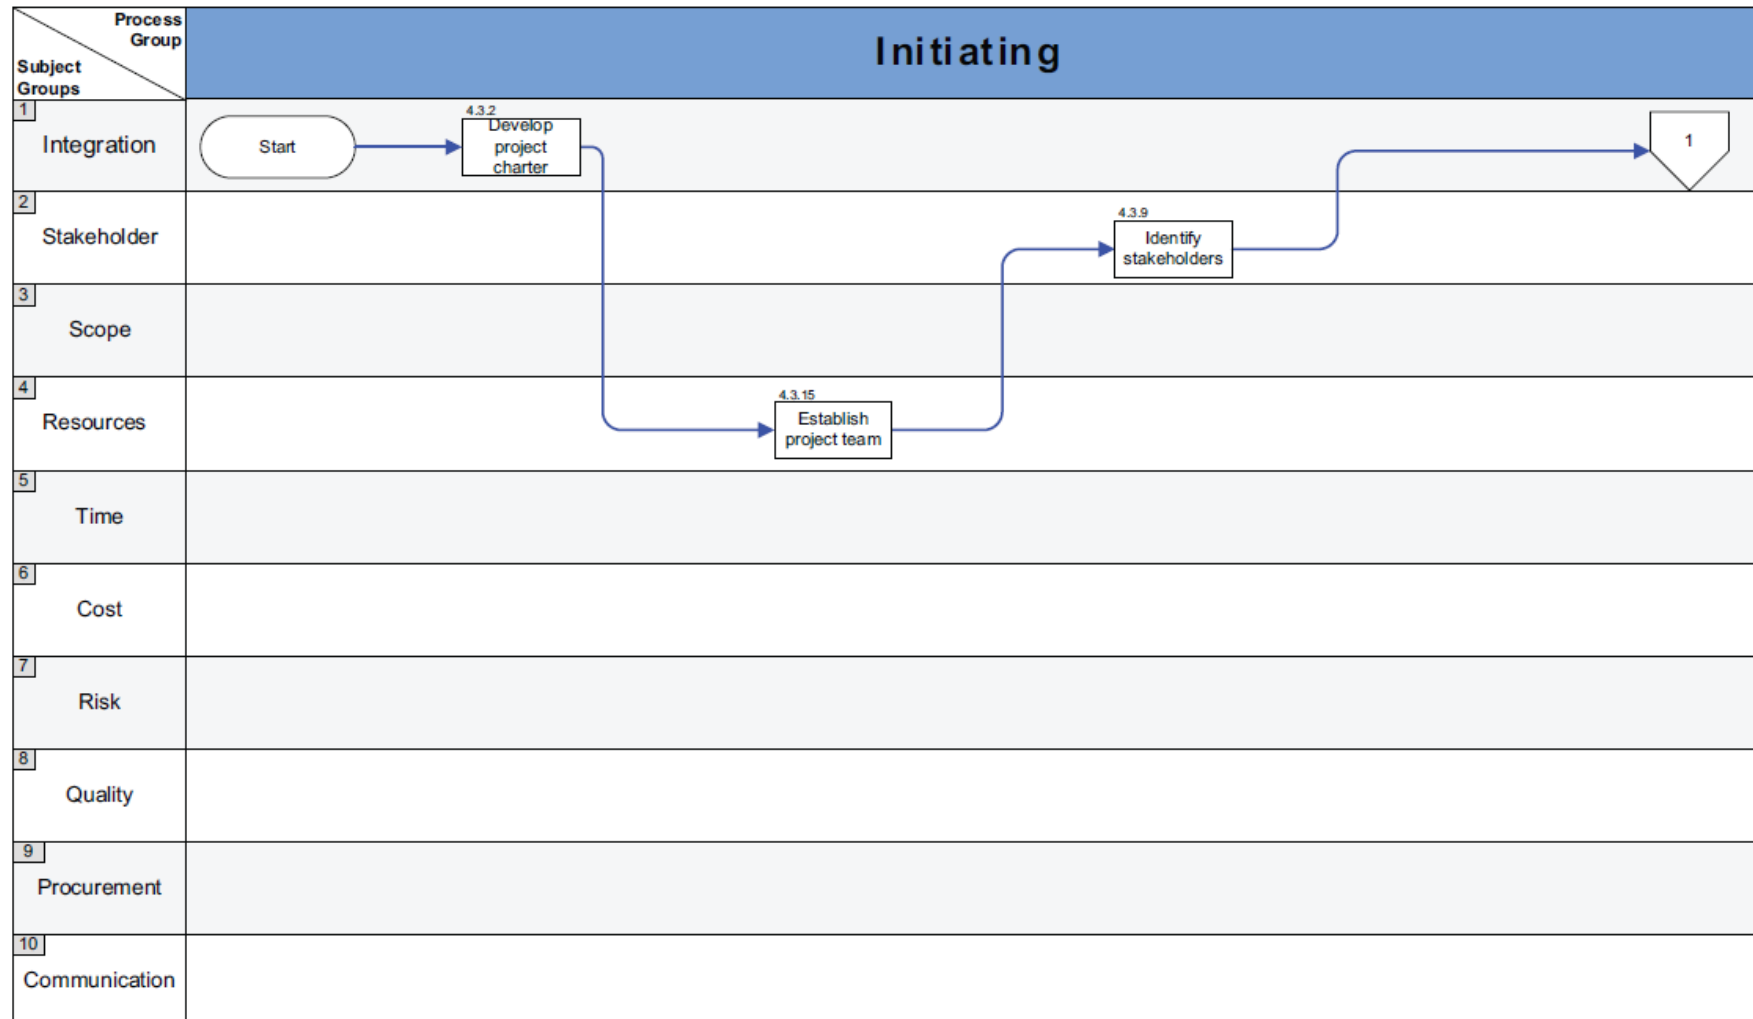 Process
Group
Subject
Groups
Initiating
1
Integration
Start
4.3.2
Develop
project
charter
1
2
Stakeholder
4.3.9
Identify
stakeholders
3
Scope
4
Resources
4.3.15
Establish
project team
5
Time
6
Cost
7
Risk
8
Quality
9
Procurement
10
Communication